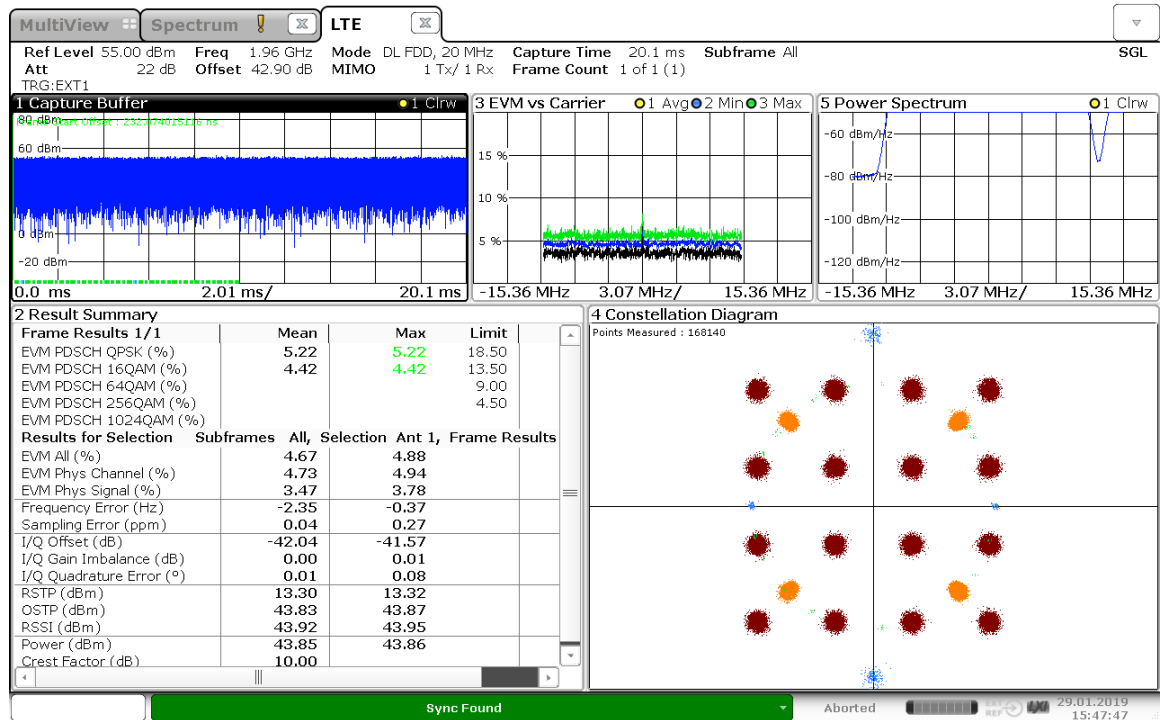 MultiView Spectrum ! LTE
Ref Level 55.00 dBm Freq 1.96 GHz Mode DL FDD, 20 MHz Capture Time 20.1 ms Subframe All SGL
Att 22 dB Offset 42.90 dB MIMO 1 Tx/ 1 Rx Frame Count 1 of 1 (1)
TRG:EXT1
1 Capture Buffer 1 Clrw
80 dBm
60 dBm
0 dBm
-20 dBm
0.0 ms 2.01 ms/ 20.1 ms
3 EVM vs Carrier 1 Avg 2 Min 3 Max
15 %
10 %
5 %
-15.36 MHz 3.07 MHz/ 15.36 MHz
5 Power Spectrum 1 Clrw
-60 dBm/Hz
-80 dBm/Hz
-100 dBm/Hz
-120 dBm/Hz
-15.36 MHz 3.07 MHz/ 15.36 MHz
2 Result Summary
Frame Results 1/1 Mean Max Limit
EVM PDSCH QPSK (%) 5.22 5.22 18.50
EVM PDSCH 16QAM (%) 4.42 4.42 13.50
EVM PDSCH 64QAM (%) 9.00
EVM PDSCH 256QAM (%) 4.50
EVM PDSCH 1024QAM (%)
Results for Selection Subframes All, Selection Ant 1, Frame Results
EVM All (%) 4.67 4.88
EVM Phys Channel (%) 4.73 4.94
EVM Phys Signal (%) 3.47 3.78
Frequency Error (Hz) -2.35 -0.37
Sampling Error (ppm) 0.04 0.27
I/Q Offset (dB) -42.04 -41.57
I/Q Gain Imbalance (dB) 0.00 0.01
I/Q Quadrature Error (°) 0.01 0.08
RSTP (dBm) 13.30 13.32
OSTP (dBm) 43.83 43.87
RSSI (dBm) 43.92 43.95
Power (dBm) 43.85 43.86
Crest Factor (dB) 10.00
4 Constellation Diagram
Points Measured : 168140
Sync Found
Aborted
EXT
REF
LXI
29.01.2019
15:47:47